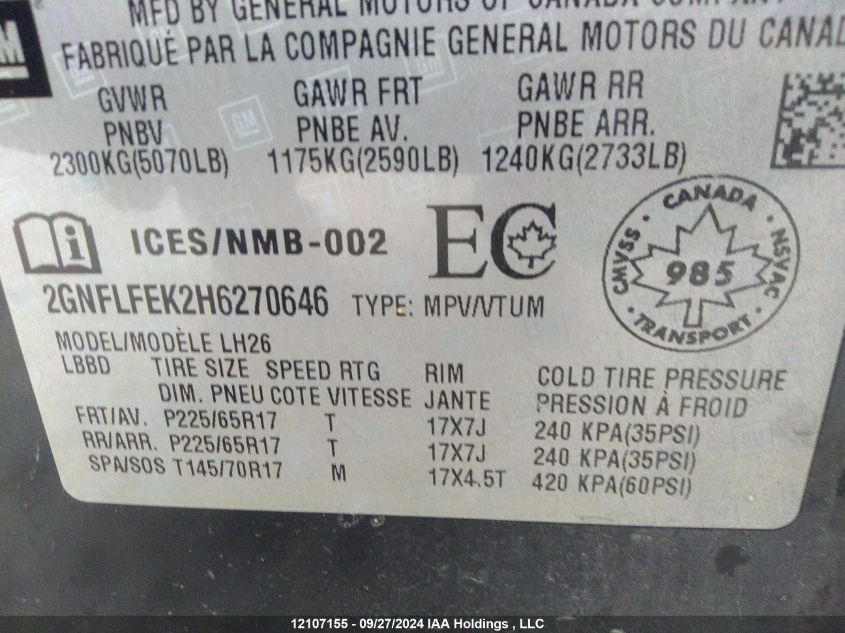 MFD BY GENERAL MOTORS OF CANADA COMPANY
GM FABRIQUÉ PAR LA COMPAGNIE GENERAL MOTORS DU CANAD
GVWR GAWR FRT GAWR RR
PNBV PNBE AV. PNBE ARR.
2300KG(5070LB) 1175KG(2590LB) 1240KG(2733LB)
ICES/NMB-002 EC
CANADA
CMVSS 985 NSVAC
TRANSPORT
2GNFLFEK2H6270646 TYPE: MPV/VTUM
MODEL/MODÈLE LH26
LBBD TIRE SIZE SPEED RTG RIM COLD TIRE PRESSURE
DIM. PNEU COTE VITESSE JANTE PRESSION À FROID
FRT/AV. P225/65R17 T 17X7J 240 KPA(35PSI)
RR/ARR. P225/65R17 T 17X7J 240 KPA(35PSI)
SPA/SOS T145/70R17 M 17X4.5T 420 KPA(60PSI)
12107155 - 09/27/2024 IAA Holdings , LLC